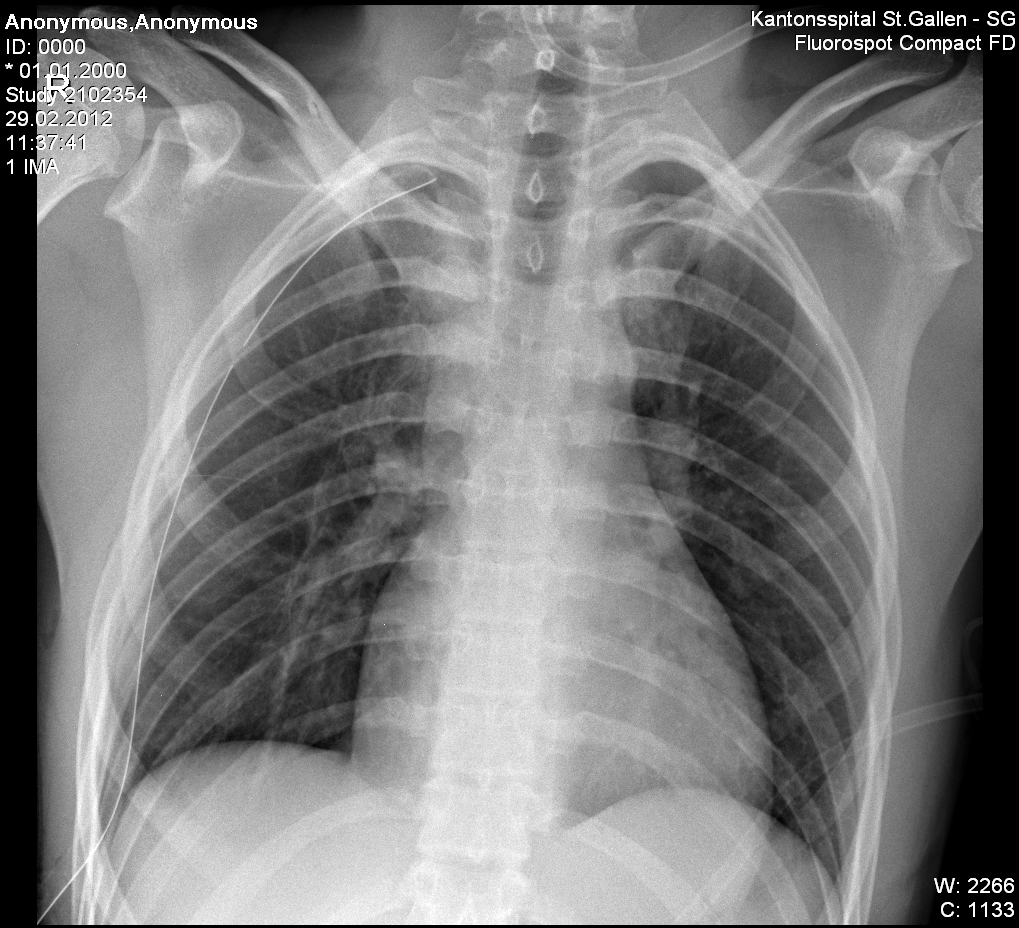 Anonymous,Anonymous
ID: 0000
* 01.01.2000
R
Study 2102354
29.02.2012
11:37:41
1 IMA
Kantonsspital St.Gallen - SG
Fluorospot Compact FD
W: 2266
C: 1133